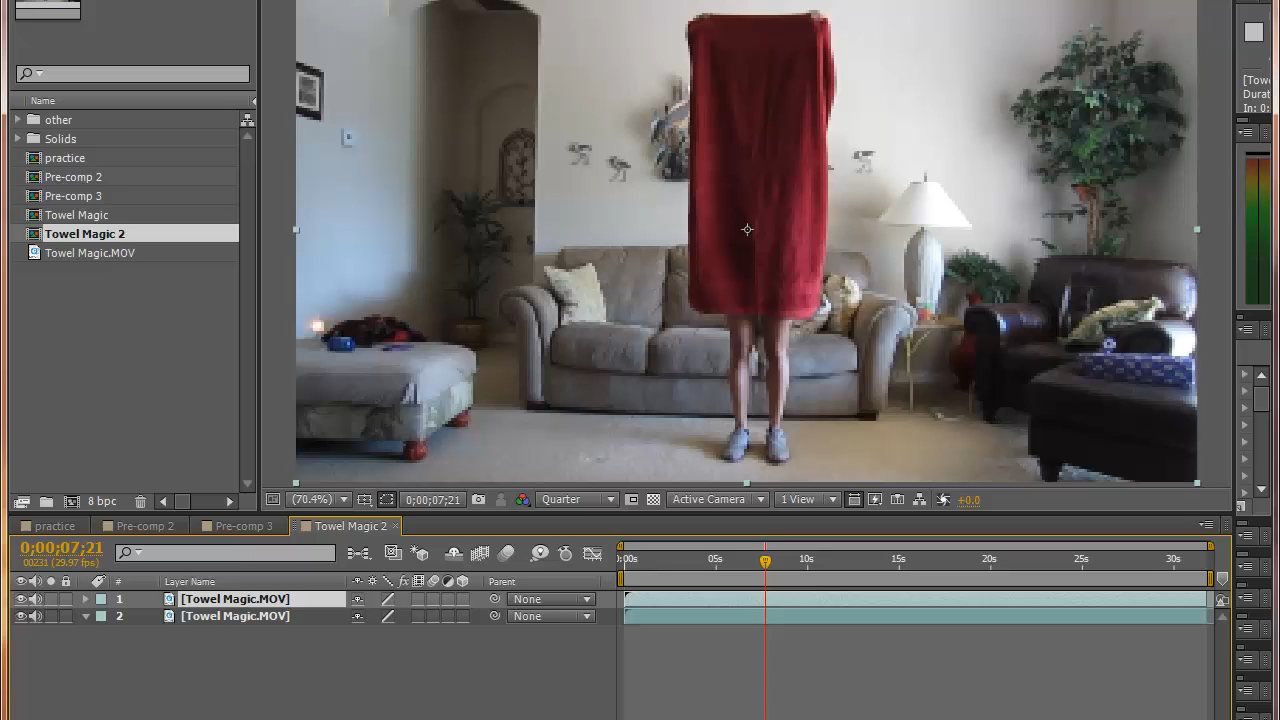 Name
other
Solids
practice
Pre-comp 2
Pre-comp 3
Towel Magic
Towel Magic 2
Towel Magic.MOV
8 bpc
(70.4%) 0;00;07;21 Quarter Active Camera 1 View +0.0
[Towe
Durat
In: 0:
practice Pre-comp 2 Pre-comp 3 Towel Magic 2 ×
0;00;07;21
00231 (29.97 fps)
):00s 05s 10s 15s 20s 25s 30s
# Layer Name fx Parent
1 [Towel Magic.MOV] None
2 [Towel Magic.MOV] None